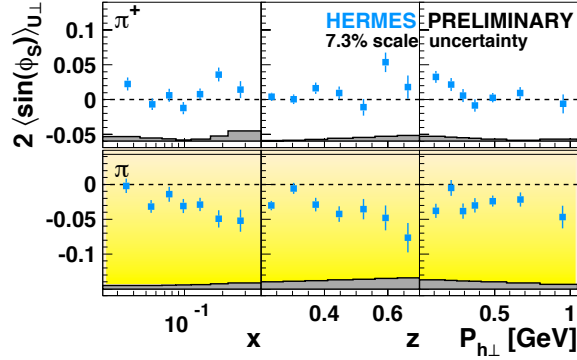 π+ HERMES PRELIMINARY
7.3% scale uncertainty
2 ⟨sin(ϕS)⟩U⊥
0.1
0.05
0
-0.05
π
0
-0.05
-0.1
10 -1 0.4 0.6 0.5 1
x z Ph⊥ [GeV]